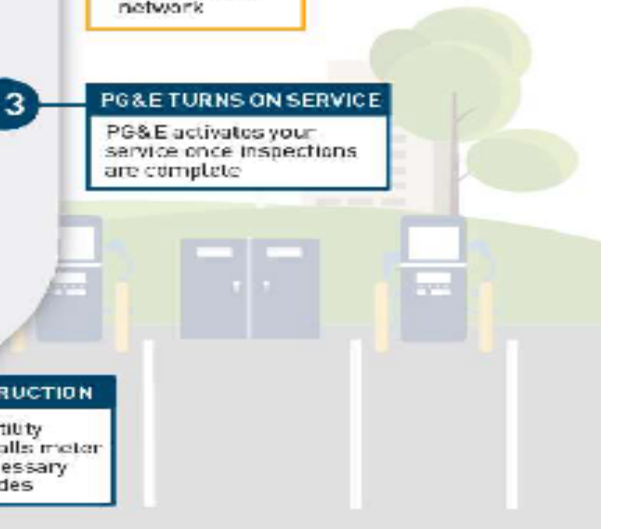 network
3
PG&E TURNS ON SERVICE
PG&E activates your
service once inspections
are complete
RUCTION
tility
alls meter
essary
des